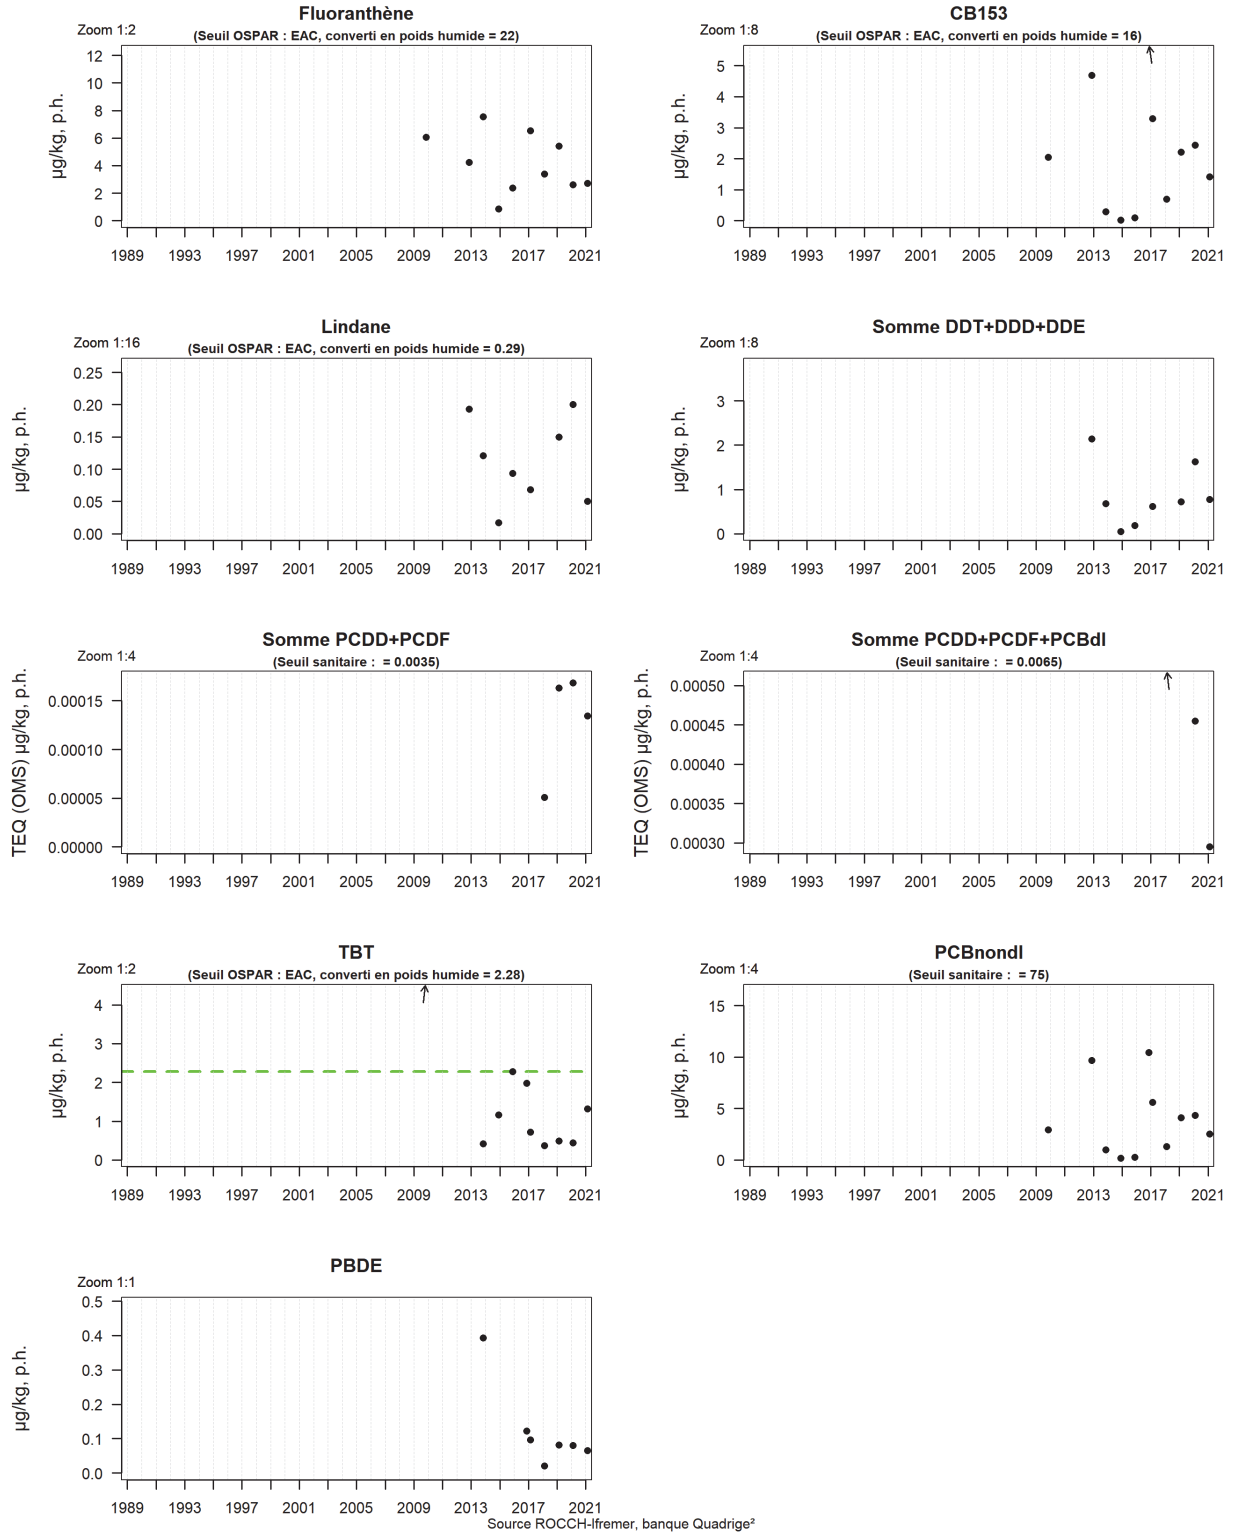 Fluoranthène
Zoom 1:2
(Seuil OSPAR : EAC, converti en poids humide = 22)
µg/kg, p.h.
12
10
8
6
4
2
0
1989 1993 1997 2001 2005 2009 2013 2017 2021
CB153
Zoom 1:8
(Seuil OSPAR : EAC, converti en poids humide = 16)
µg/kg, p.h.
5
4
3
2
1
0
1989 1993 1997 2001 2005 2009 2013 2017 2021
Lindane
Zoom 1:16
(Seuil OSPAR : EAC, converti en poids humide = 0.29)
µg/kg, p.h.
0.25
0.20
0.15
0.10
0.05
0.00
1989 1993 1997 2001 2005 2009 2013 2017 2021
Somme DDT+DDD+DDE
Zoom 1:8
µg/kg, p.h.
3
2
1
0
1989 1993 1997 2001 2005 2009 2013 2017 2021
Somme PCDD+PCDF
Zoom 1:4
(Seuil sanitaire : = 0.0035)
TEQ (OMS) µg/kg, p.h.
0.00015
0.00010
0.00005
0.00000
1989 1993 1997 2001 2005 2009 2013 2017 2021
Somme PCDD+PCDF+PCBdl
Zoom 1:4
(Seuil sanitaire : = 0.0065)
TEQ (OMS) µg/kg, p.h.
0.00050
0.00045
0.00040
0.00035
0.00030
1989 1993 1997 2001 2005 2009 2013 2017 2021
TBT
Zoom 1:2
(Seuil OSPAR : EAC, converti en poids humide = 2.28)
µg/kg, p.h.
4
3
2
1
0
1989 1993 1997 2001 2005 2009 2013 2017 2021
PCBnondl
Zoom 1:4
(Seuil sanitaire : = 75)
µg/kg, p.h.
15
10
5
0
1989 1993 1997 2001 2005 2009 2013 2017 2021
PBDE
Zoom 1:1
µg/kg, p.h.
0.5
0.4
0.3
0.2
0.1
0.0
1989 1993 1997 2001 2005 2009 2013 2017 2021
Source ROCCH-Ifremer, banque Quadrige²